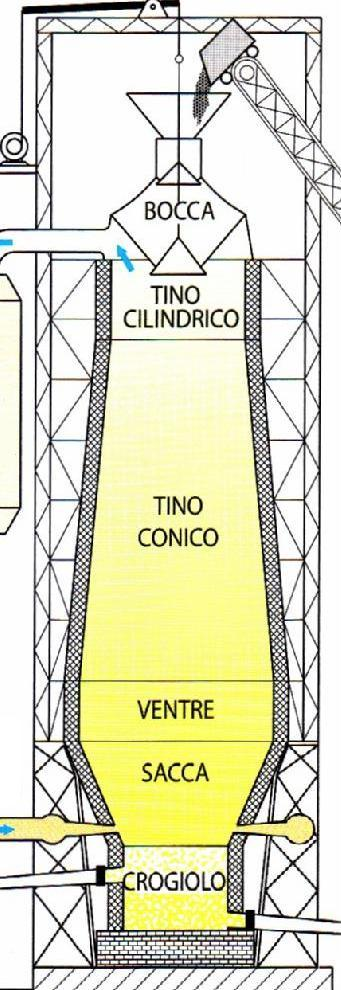 BOCCA
TINO
CILINDRICO
TINO
CONICO
VENTRE
SACCA
CROGIOLO